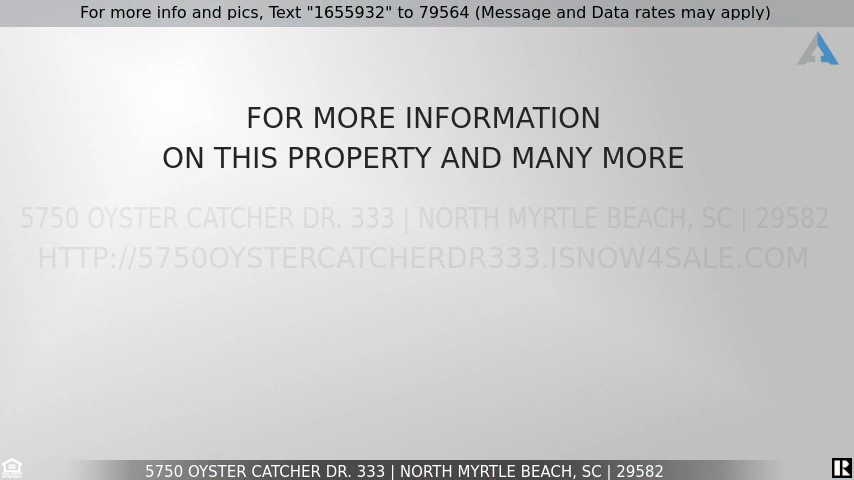 For more info and pics, Text "1655932" to 79564 (Message and Data rates may apply)
FOR MORE INFORMATION
ON THIS PROPERTY AND MANY MORE
5750 OYSTER CATCHER DR. 333 | NORTH MYRTLE BEACH, SC | 29582
HTTP://5750OYSTERCATCHERDR333.ISNOW4SALE.COM
5750 OYSTER CATCHER DR. 333 | NORTH MYRTLE BEACH, SC | 29582